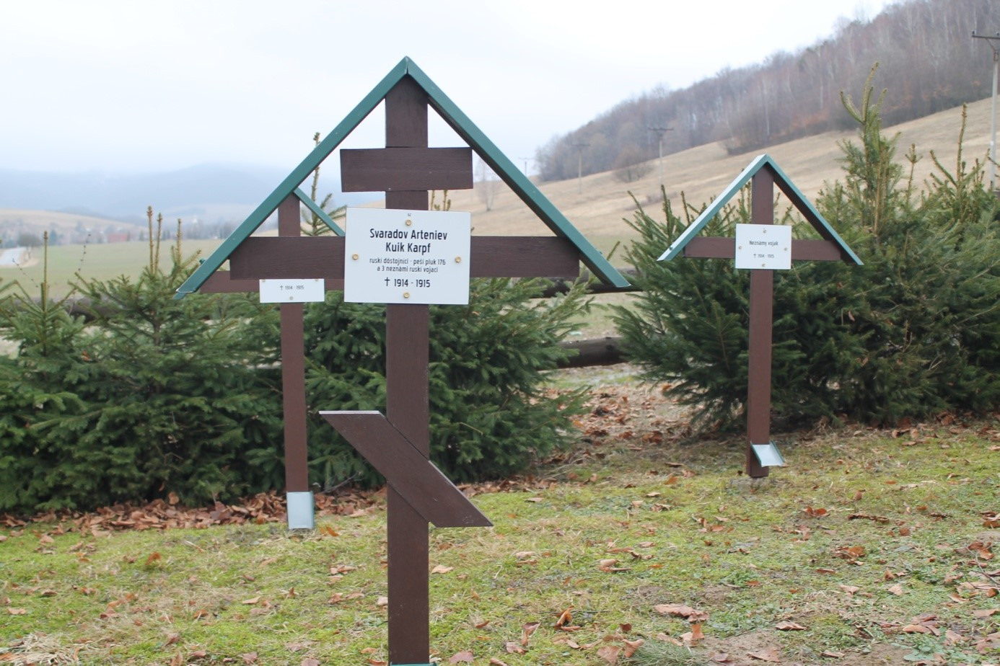 Svaradov Arteniev
Kuik Karpf
ruskí dôstojníci - peší pluk 176
a 3 neznámi ruskí vojaci
✝ 1914 - 1915
✝ 1914 - 1915
Neznámy vojak
✝ 1914 - 1915